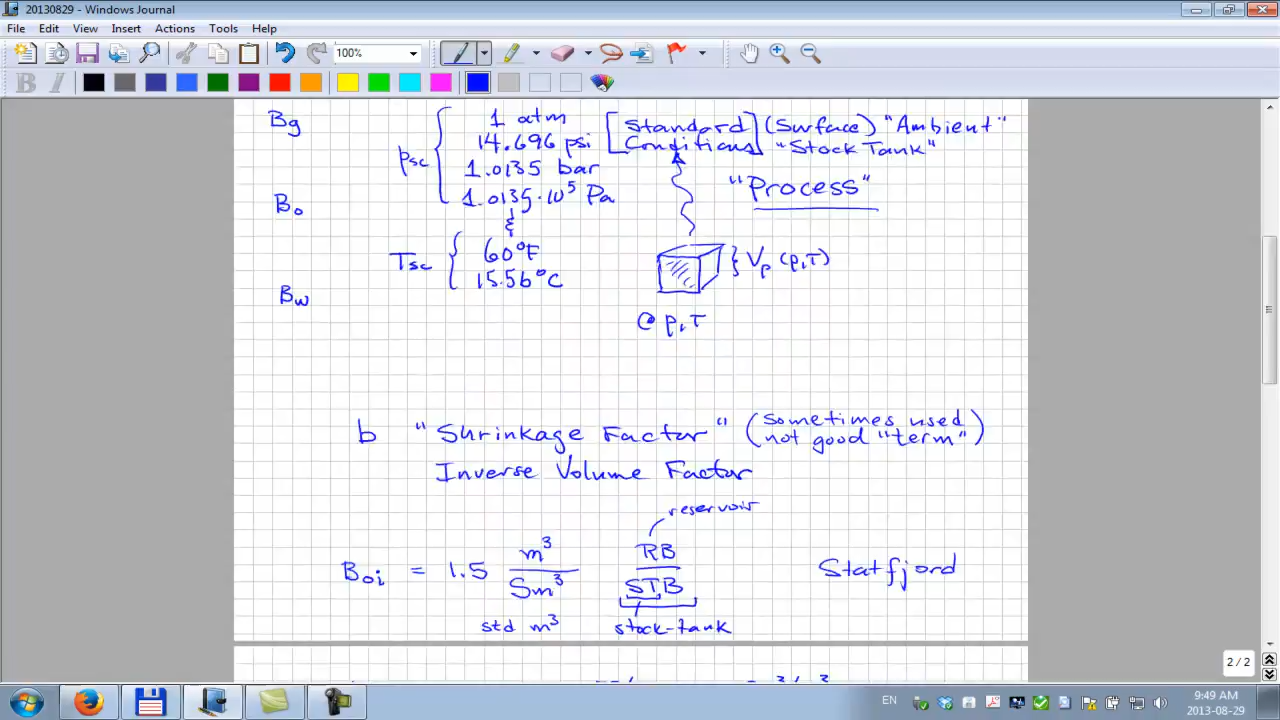 20130829 - Windows Journal
File Edit View Insert Actions Tools Help
100%
B I
Bg
psc { 1 atm
14.696 psi
1.0135 bar
1.0135·10⁵ Pa
&
[Standard Conditions] (Surface) "Ambient"
"Stock Tank"
"Process"
Bo
Tsc { 60°F
15.56°C
} Vp (p,T)
Bw
@ p,T
b "Shrinkage Factor" (sometimes used
not good "term")
Inverse Volume Factor
reservoir
Boi = 1.5 m³/Sm³ RB/STB Statfjord
std m³ stock-tank
2 / 2
EN
9:49 AM
2013-08-29